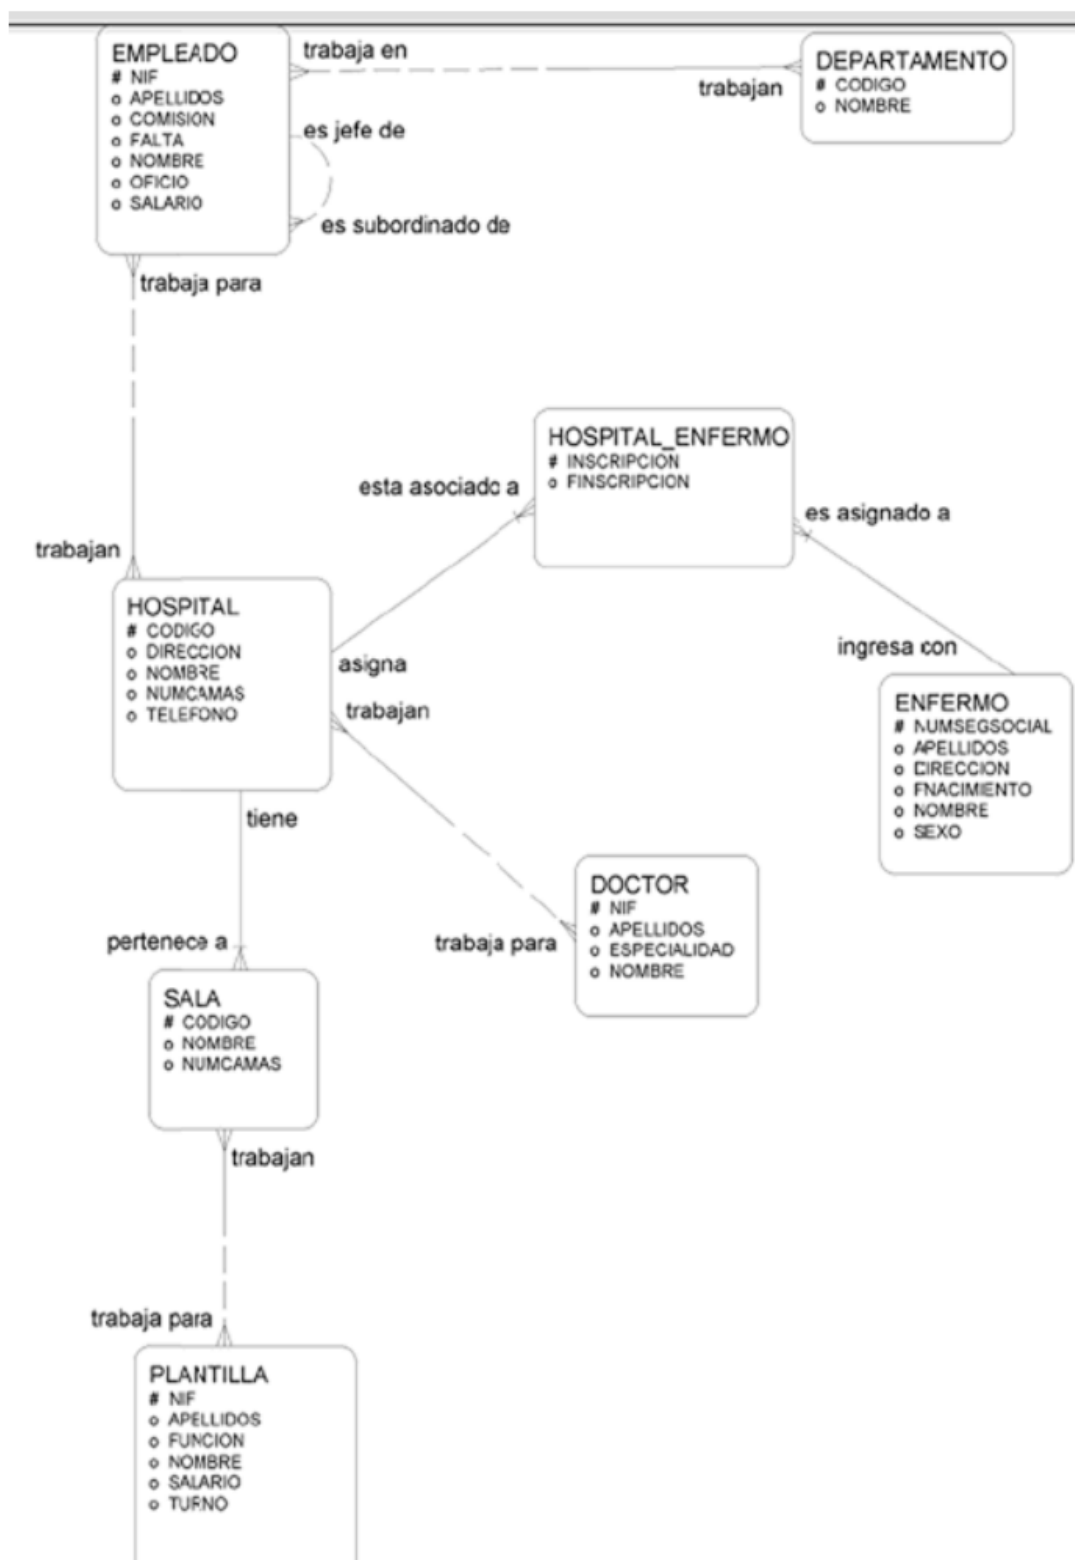 EMPLEADO
# NIF
o APELLIDOS
o COMISION
o FALTA
o NOMBRE
o OFICIO
o SALARIO
trabaja en
trabajan
DEPARTAMENTO
# CODIGO
o NOMBRE
es jefe de
es subordinado de
trabaja para
trabajan
HOSPITAL_ENFERMO
# INSCRIPCION
o FINSCRIPCION
esta asociado a
es asignado a
HOSPITAL
# CODIGO
o DIRECCION
o NOMBRE
o NUMCAMAS
o TELEFONO
asigna
trabajan
ingresa con
ENFERMO
# NUMSEGSOCIAL
o APELLIDOS
o DIRECCION
o FNACIMIENTO
o NOMBRE
o SEXO
tiene
pertenece a
DOCTOR
# NIF
o APELLIDOS
o ESPECIALIDAD
o NOMBRE
trabaja para
SALA
# CODIGO
o NOMBRE
o NUMCAMAS
trabajan
trabaja para
PLANTILLA
# NIF
o APELLIDOS
o FUNCION
o NOMBRE
o SALARIO
o TURNO